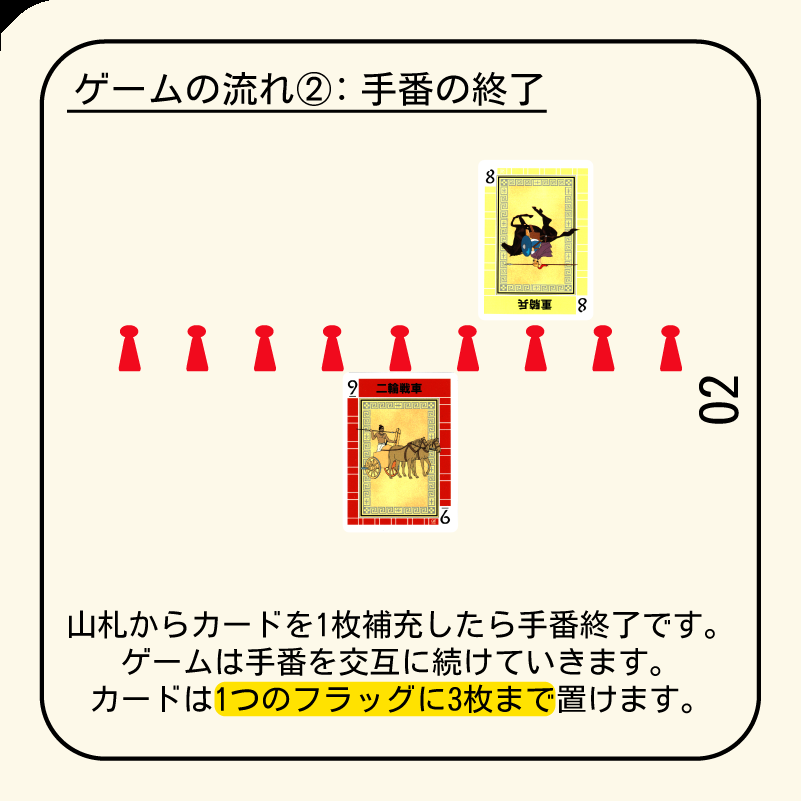 ゲームの流れ②: 手番の終了
8
重騎兵
8
02
9
二輪戦車
9
山札からカードを1枚補充したら手番終了です。
ゲームは手番を交互に続けていきます。
カードは1つのフラッグに3枚まで置けます。